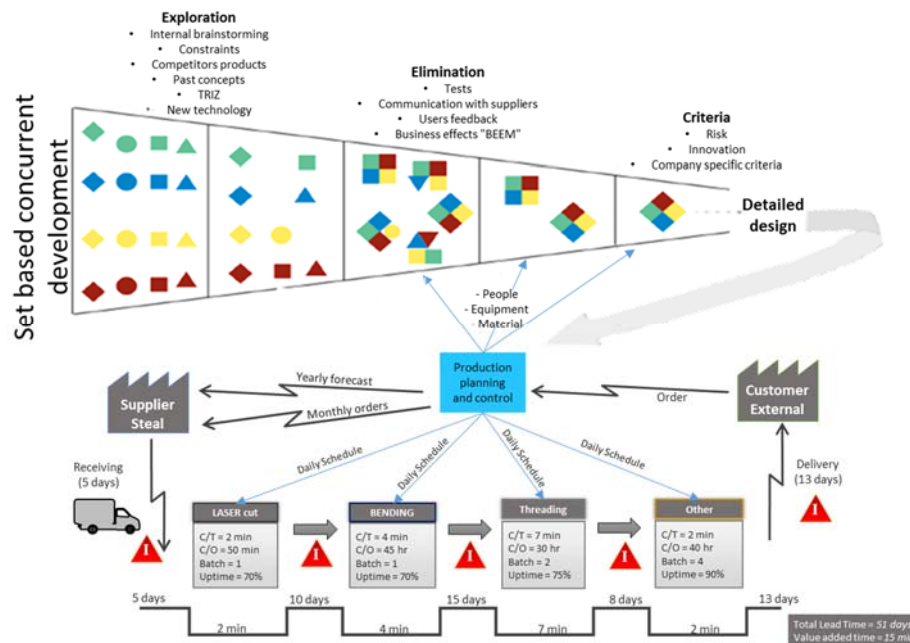 Exploration
• Internal brainstorming
• Constraints
• Competitors products
• Past concepts
• TRIZ
• New technology
Elimination
• Tests
• Communication with suppliers
• Users feedback
• Business effects "BEEM"
Criteria
• Risk
• Innovation
• Company specific criteria
Set based concurrent
development
Detailed
design
- People
- Equipment
- Material
Production
planning
and control
Yearly forecast
Monthly orders
Order
Supplier
Steal
Customer
External
Receiving
(5 days)
Delivery
(13 days)
Daily Schedule
Daily Schedule
Daily Schedule
Daily Schedule
LASER cut
C/T = 2 min
C/O = 50 min
Batch = 1
Uptime = 70%
BENDING
C/T = 4 min
C/O = 45 hr
Batch = 1
Uptime = 70%
Threading
C/T = 7 min
C/O = 30 hr
Batch = 2
Uptime = 75%
Other
C/T = 2 min
C/O = 40 hr
Batch = 4
Uptime = 90%
I
I
I
I
I
5 days
10 days
15 days
8 days
13 days
2 min
4 min
7 min
2 min
Total Lead Time = 51 days
Value added time = 15 min